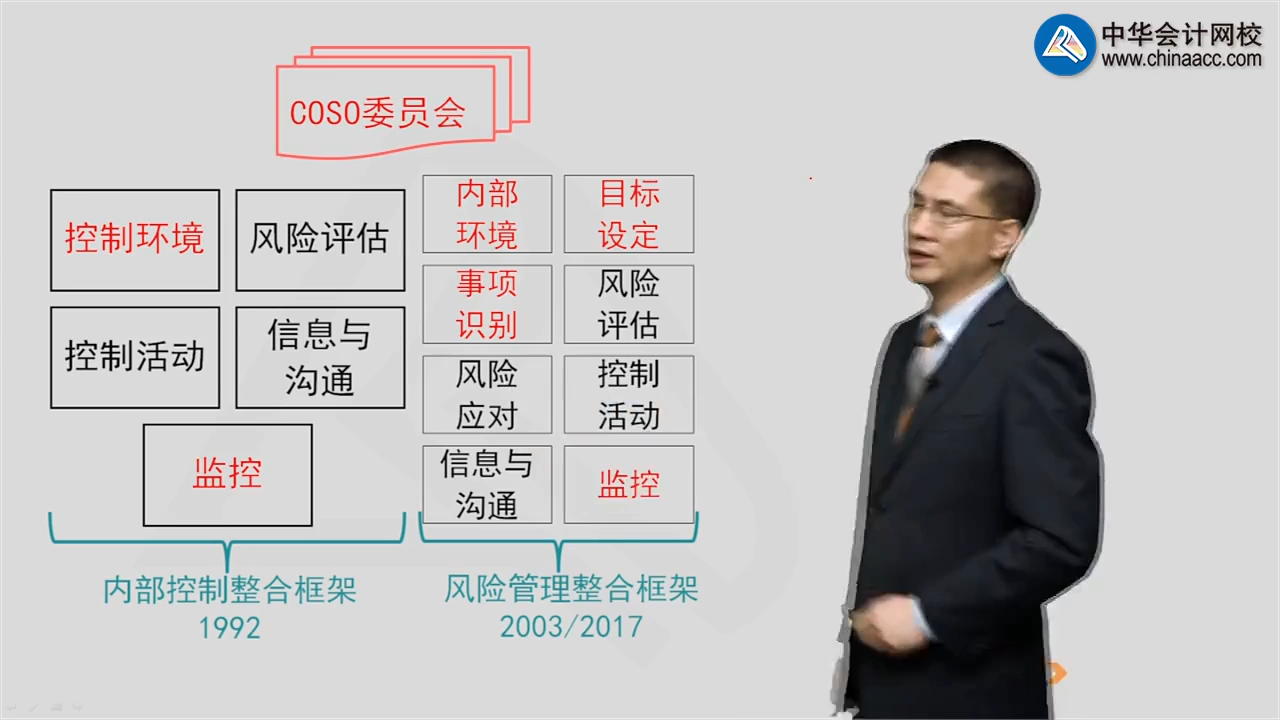 中华会计网校
www.chinaacc.com
COSO委员会
控制环境
风险评估
控制活动
信息与
沟通
监控
内部控制整合框架
1992
内部
环境
目标
设定
事项
识别
风险
评估
风险
应对
控制
活动
信息与
沟通
监控
风险管理整合框架
2003/2017